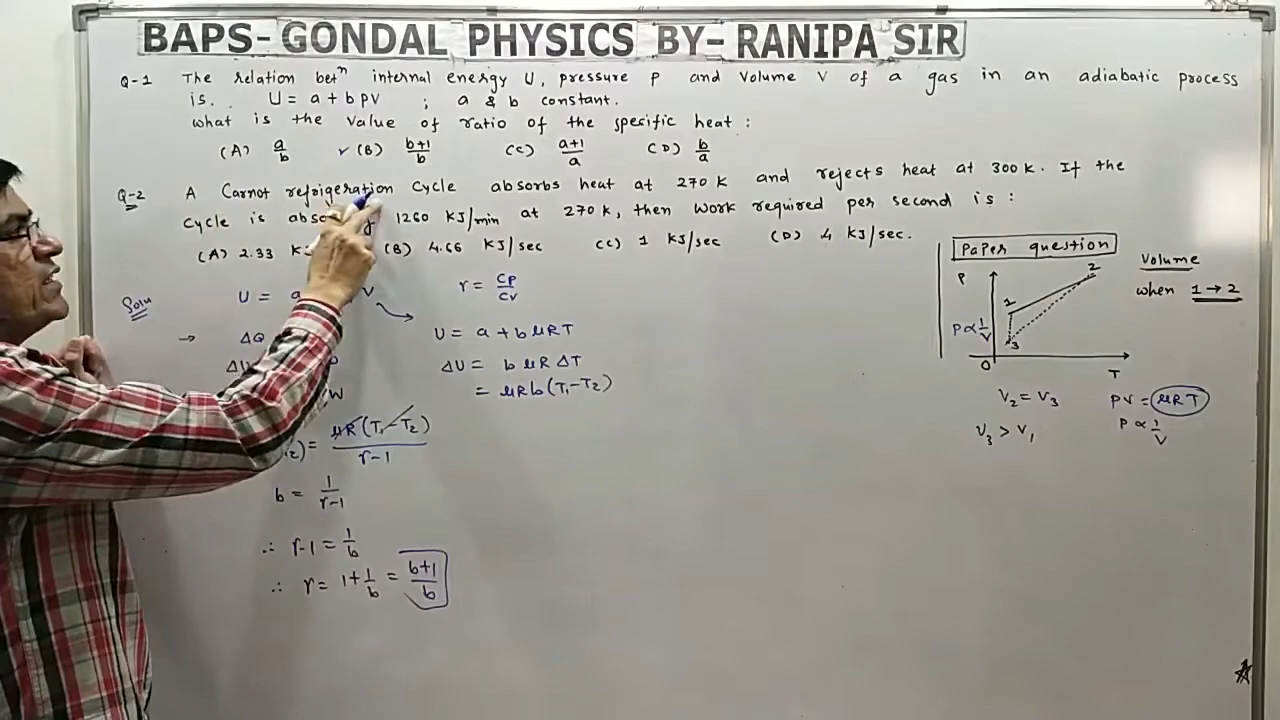 BAPS-GONDAL PHYSICS BY-RANIPA SIR
Q-1 The relation betⁿ internal energy U, pressure P and volume V of a gas in an adiabatic process
is. U = a + b PV ; a & b constant.
what is the value of ratio of the specific heat :
(A) a/b ✓ (B) b+1/b (C) a+1/a (D) b/a
Q-2 A Carnot refrigeration cycle absorbs heat at 270 K and rejects heat at 300 K. If the
cycle is 1260 KJ/min at 270 K, then work required per second is :
(A) 2.33 (B) 4.66 KJ/sec (C) 1 KJ/sec (D) 4 KJ/sec.
Paper question
P
2
1
P ∝ 1/V
3
O
T
Volume
when 1 → 2
V₂ = V₃
V₃ > V₁
PV = μRT
P ∝ 1/V
Soln
U = V
r = CP/CV
→ ΔQ
U = a + b μRT
ΔU = b μR ΔT
= μRb (T₁-T₂)
= μR (T₁-T₂)/r-1
b = 1/r-1
∴ r-1 = 1/b
∴ r = 1 + 1/b = b+1/b